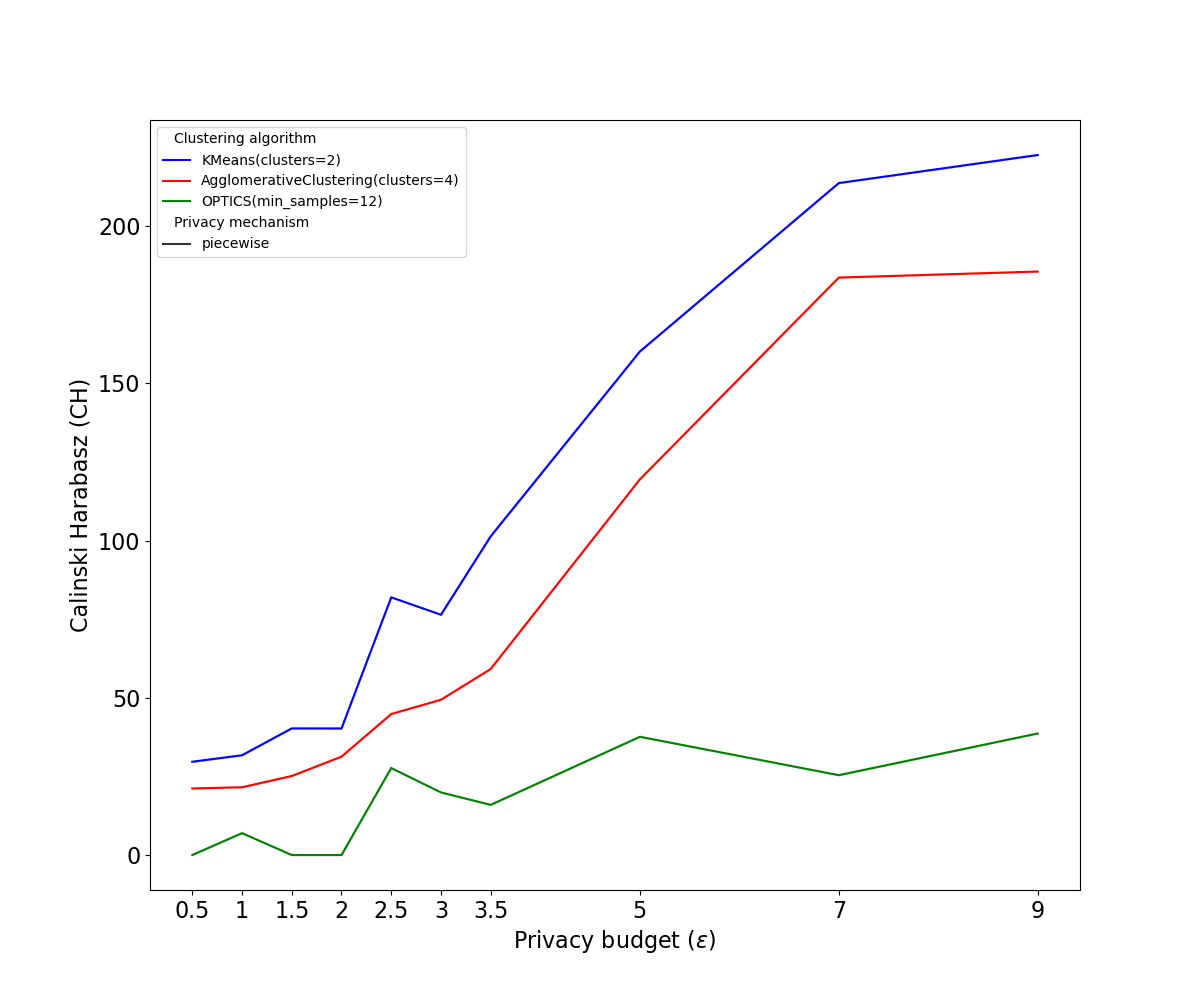 Clustering algorithm
KMeans(clusters=2)
AgglomerativeClustering(clusters=4)
OPTICS(min_samples=12)
Privacy mechanism
piecewise
Calinski Harabasz (CH)
200
150
100
50
0
0.5 1 1.5 2 2.5 3 3.5 5 7 9
Privacy budget (ε)